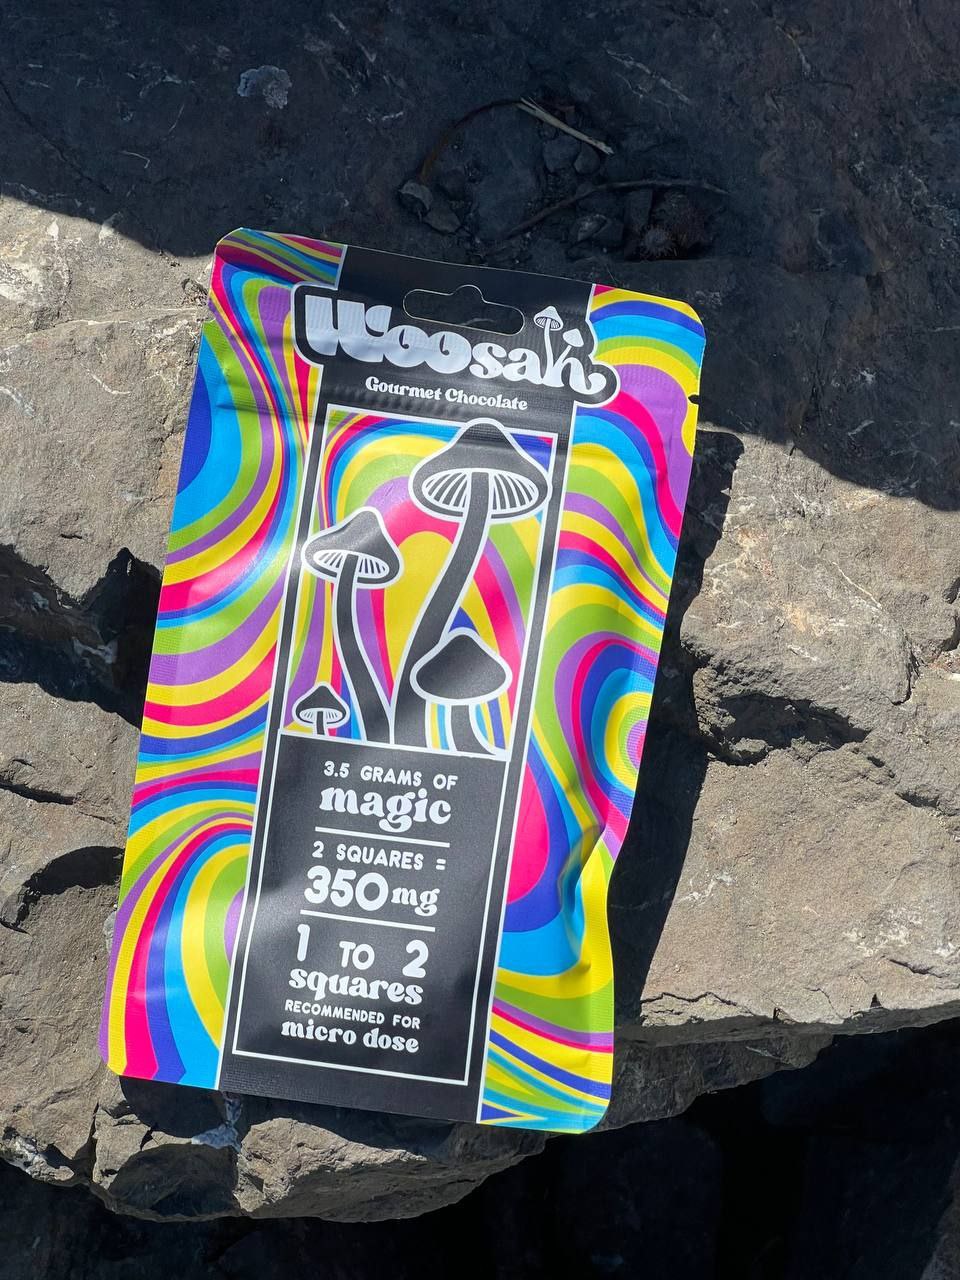 Woosah
Gourmet Chocolate
3.5 GRAMS OF
magic
2 SQUARES =
350mg
1 TO 2
squares
RECOMMENDED FOR
micro dose